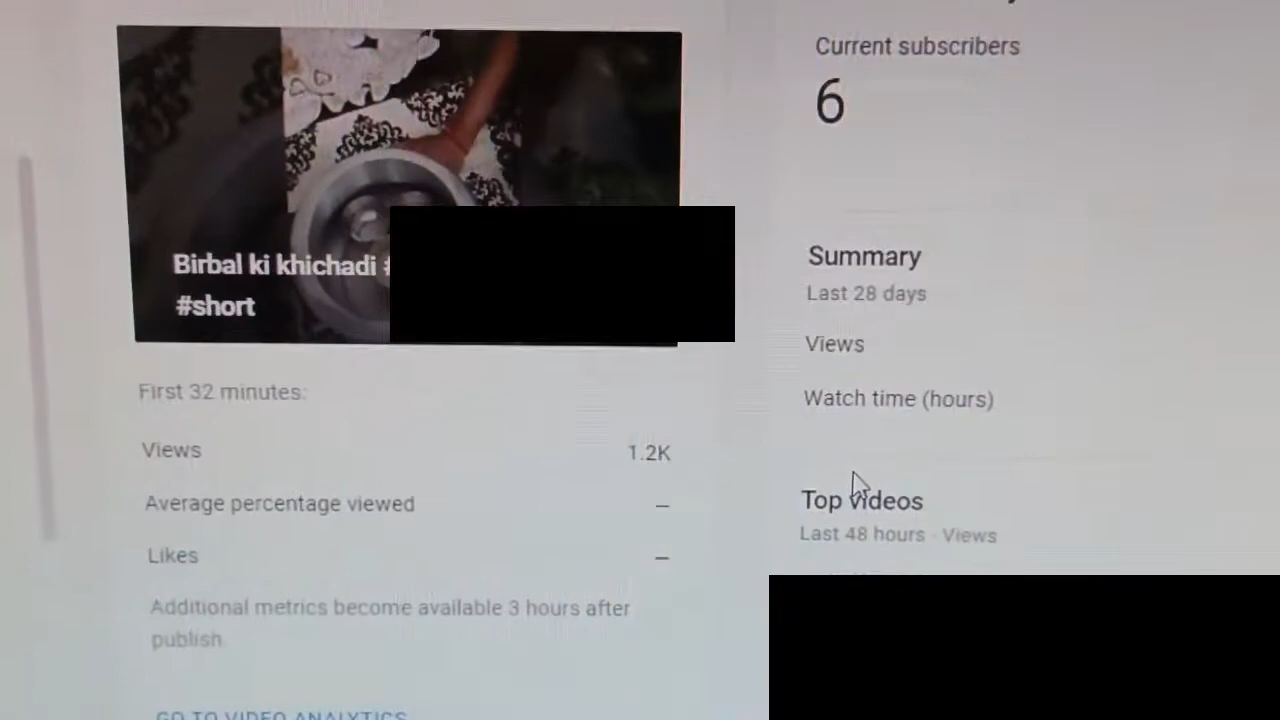 Birbal ki khichadi #
#short
First 32 minutes:
Views 1.2K
Average percentage viewed –
Likes –
Additional metrics become available 3 hours after
publish
GO TO VIDEO ANALYTICS
Current subscribers
6
Summary
Last 28 days
Views
Watch time (hours)
Top videos
Last 48 hours · Views